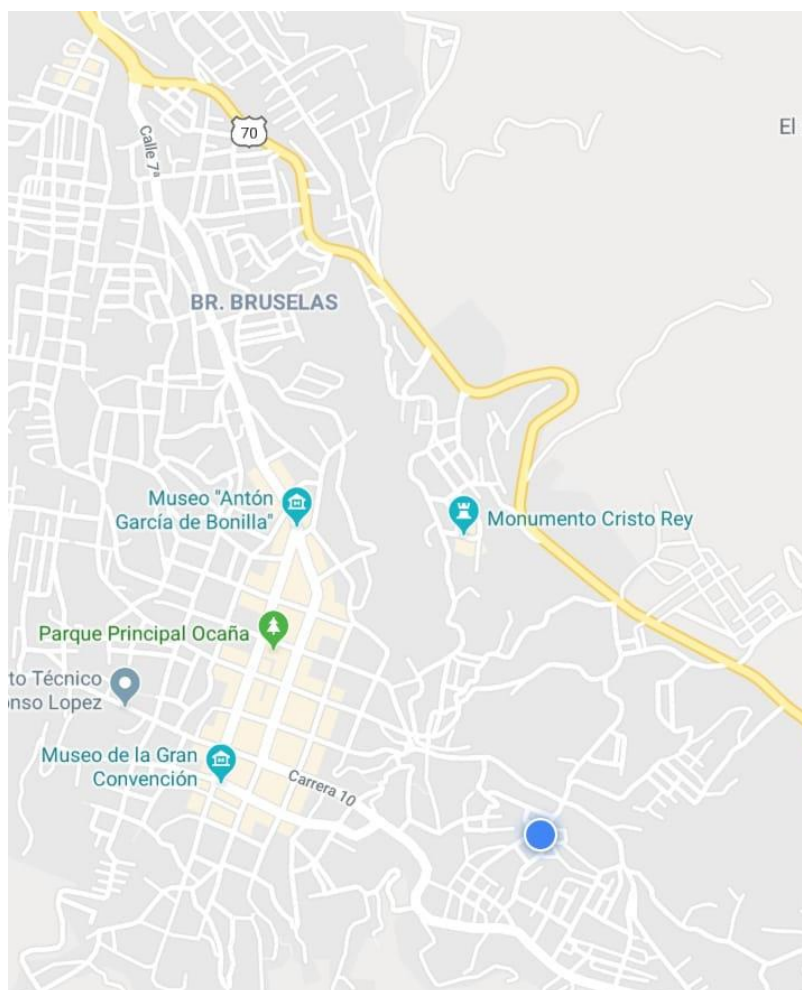 El
70
Calle 7ª
BR. BRUSELAS
Museo "Antón
García de Bonilla"
Monumento Cristo Rey
Parque Principal Ocaña
to Técnico
onso Lopez
Museo de la Gran
Convención
Carrera 10